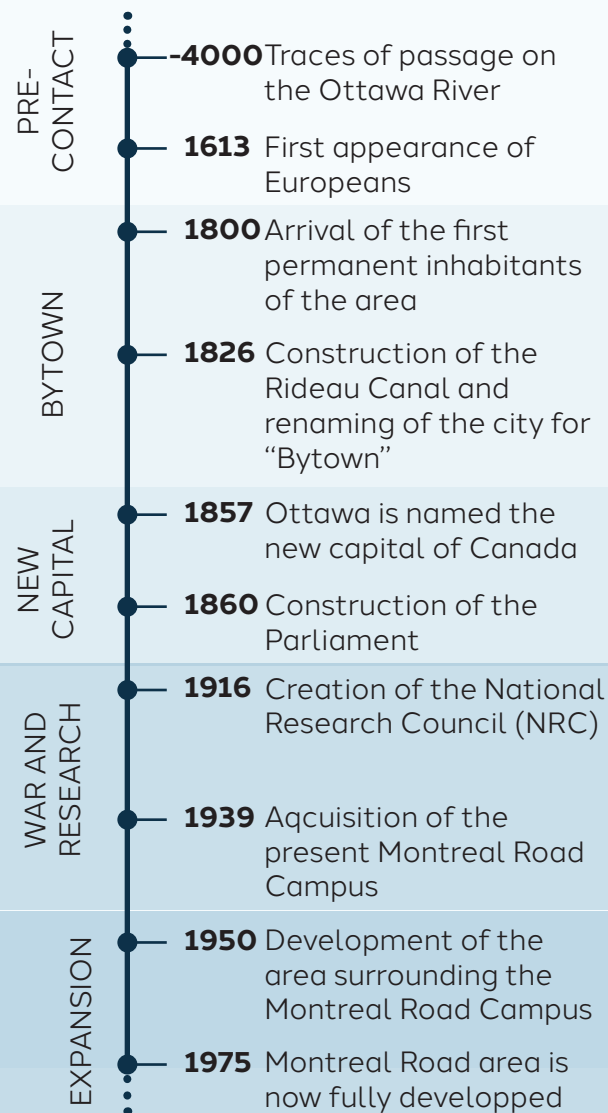 PRE-
CONTACT
-4000 Traces of passage on
the Ottawa River
1613 First appearance of
Europeans
BYTOWN
1800 Arrival of the first
permanent inhabitants
of the area
1826 Construction of the
Rideau Canal and
renaming of the city for
“Bytown”
NEW
CAPITAL
1857 Ottawa is named the
new capital of Canada
1860 Construction of the
Parliament
WAR AND
RESEARCH
1916 Creation of the National
Research Council (NRC)
1939 Aqcuisition of the
present Montreal Road
Campus
EXPANSION
1950 Development of the
area surrounding the
Montreal Road Campus
1975 Montreal Road area is
now fully developped